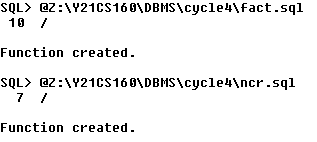 SQL> @Z:\Y21CS160\DBMS\cycle4\fact.sql
10 /
Function created.
SQL> @Z:\Y21CS160\DBMS\cycle4\ncr.sql
7 /
Function created.